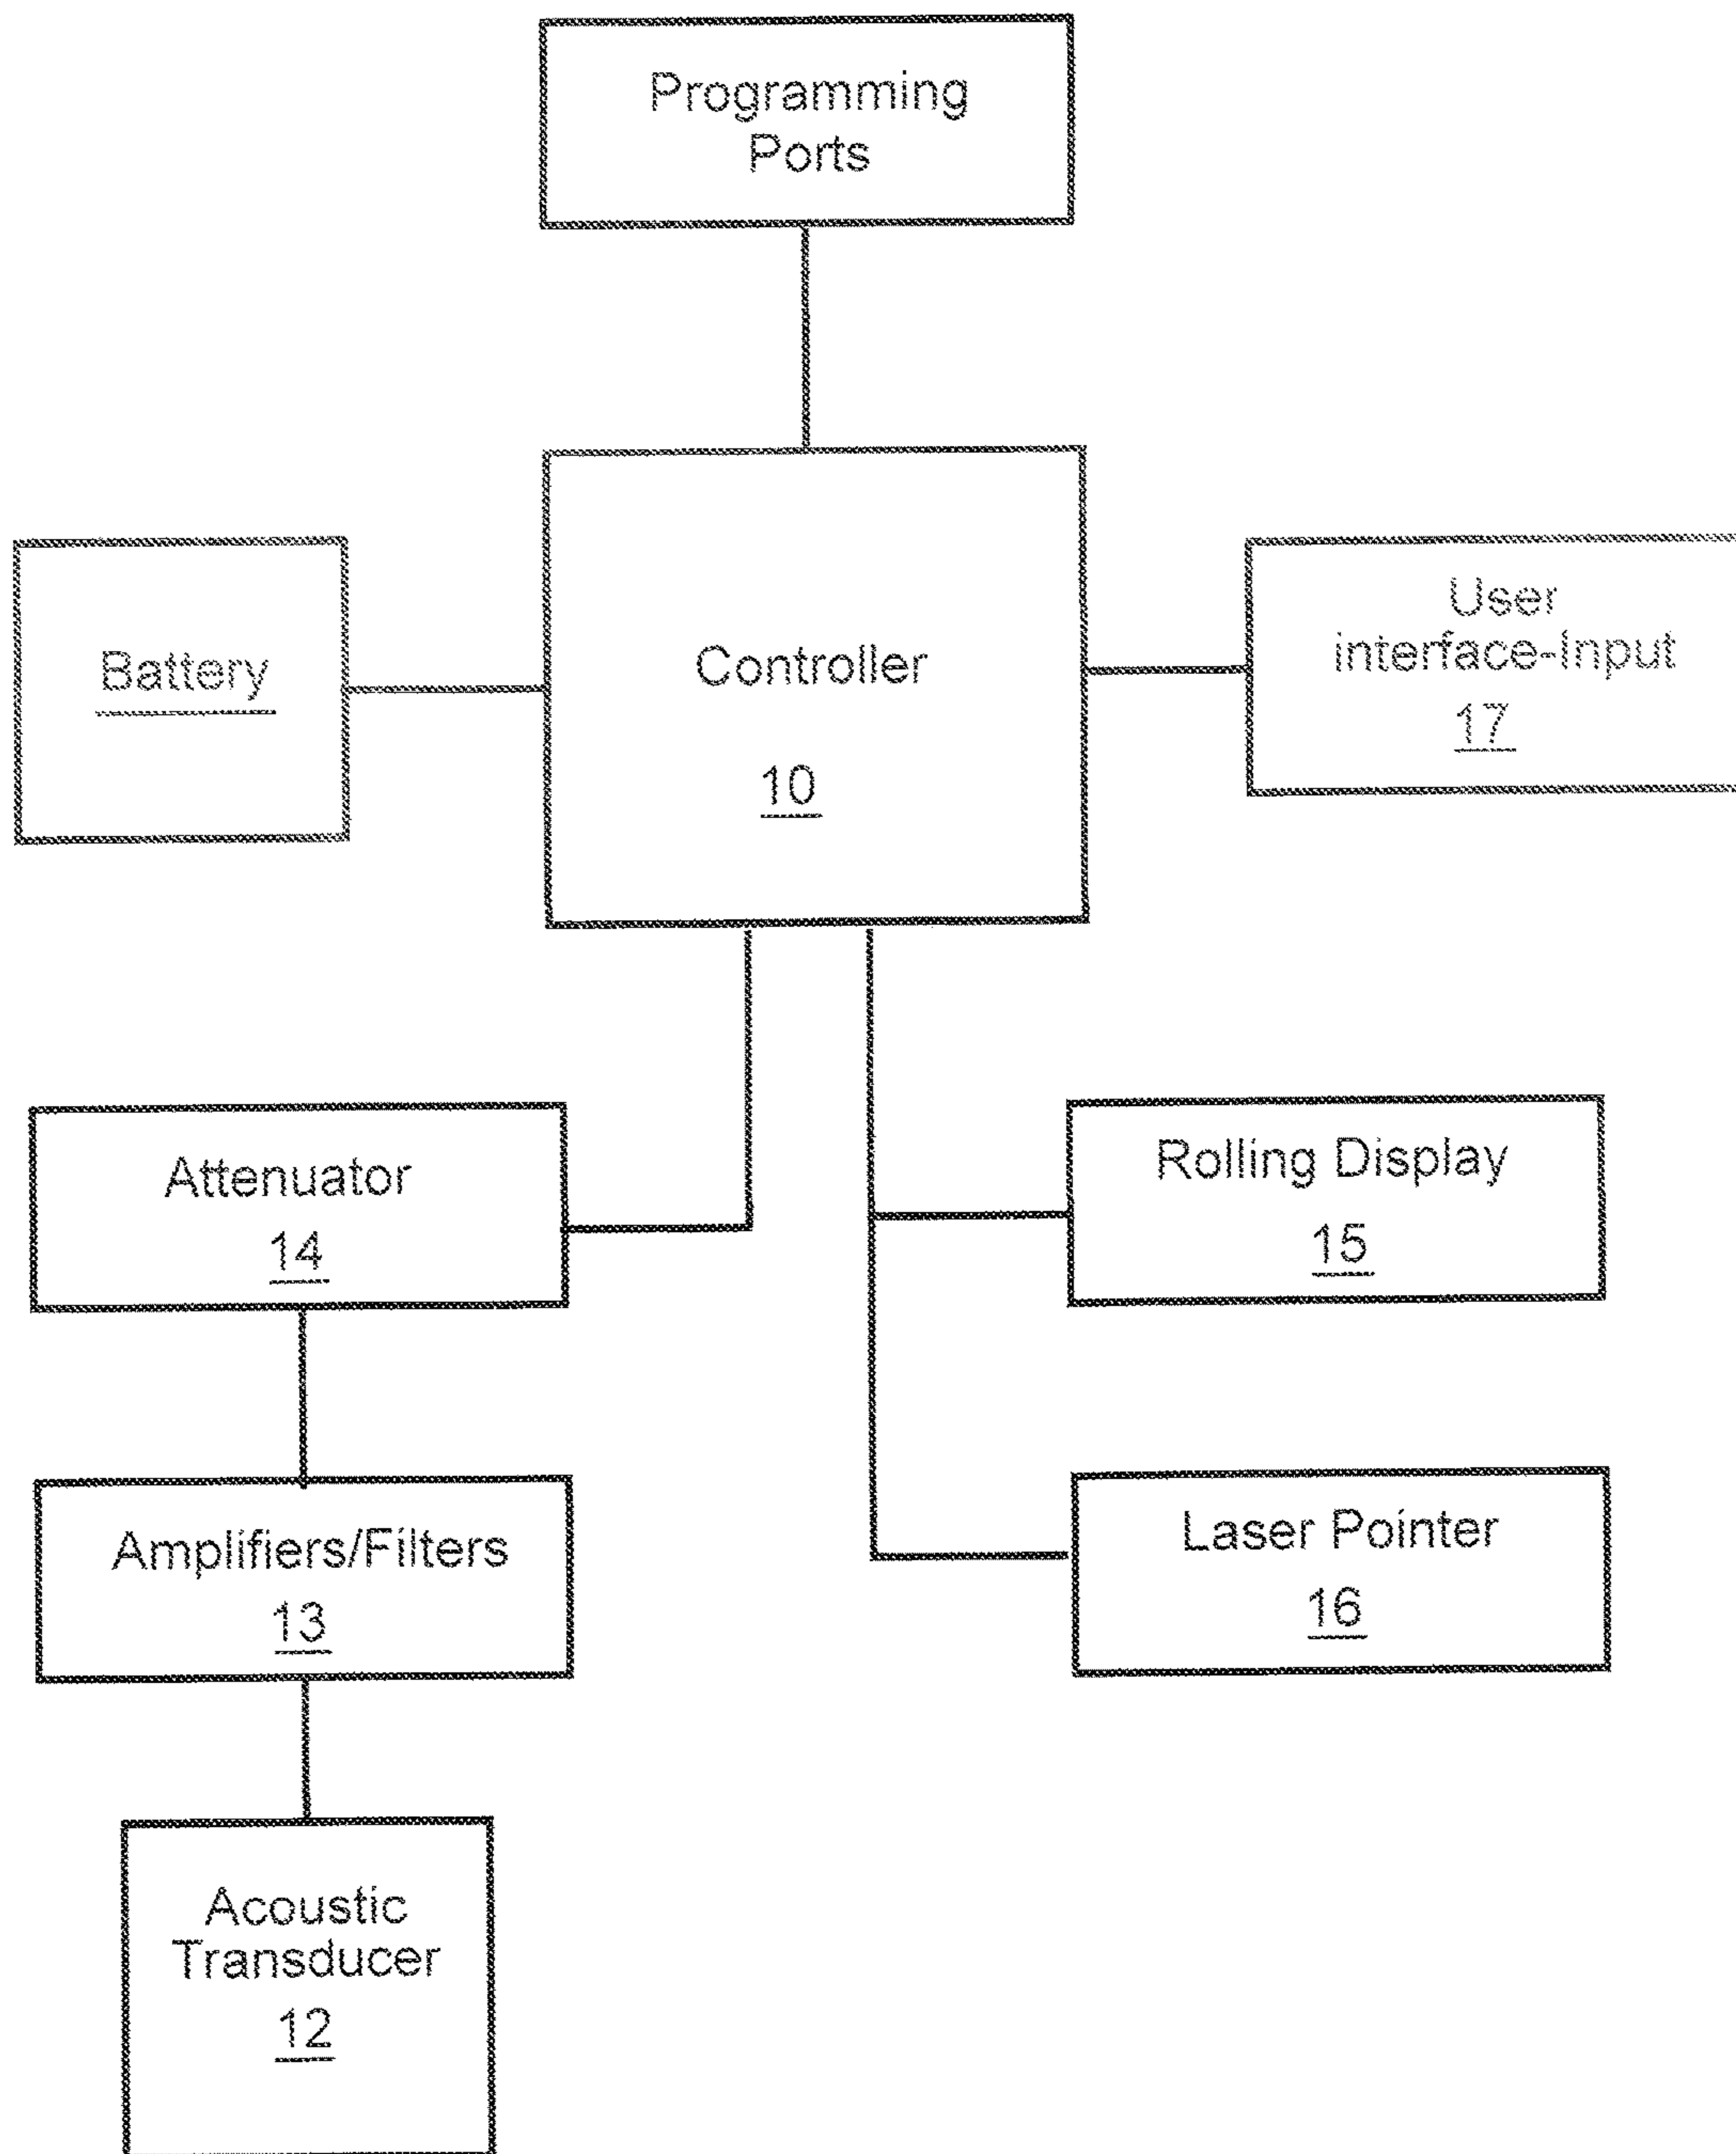 Programming
Ports
Battery
Controller
10
User
interface-Input
17
Attenuator
14
Rolling Display
15
Amplifiers/Filters
13
Laser Pointer
16
Acoustic
Transducer
12